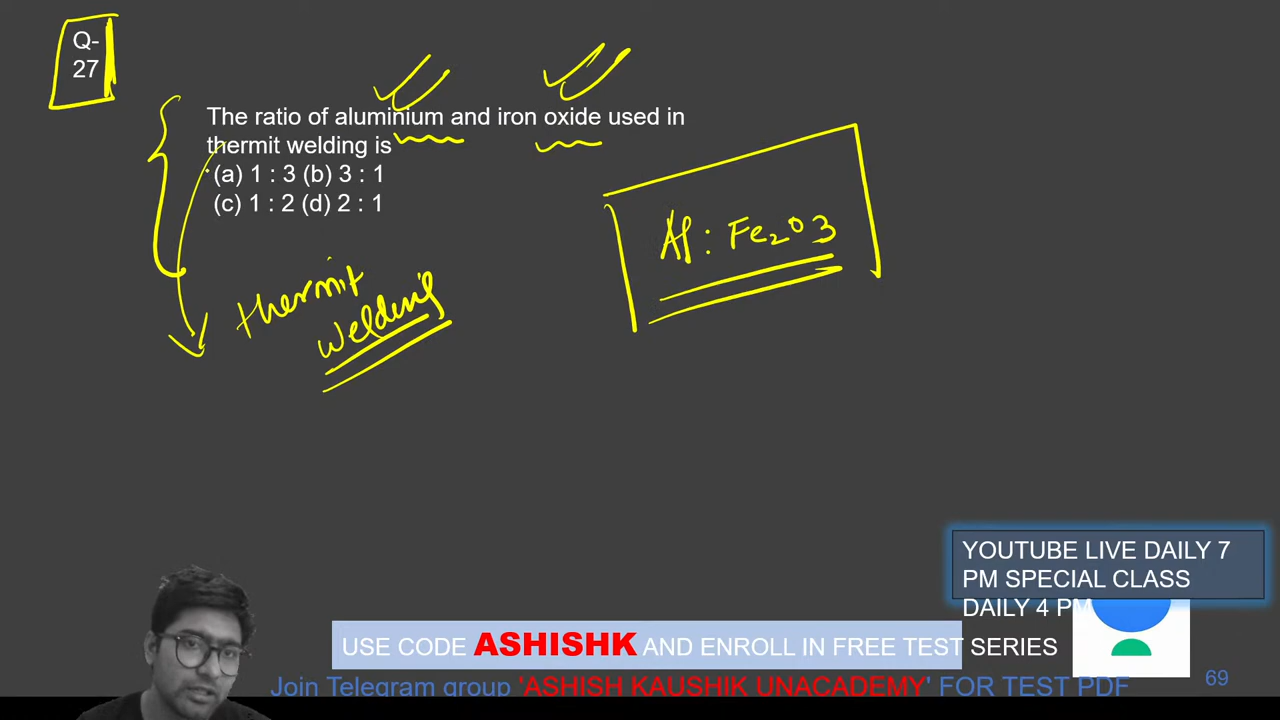 Q-
27
The ratio of aluminium and iron oxide used in
thermit welding is
(a) 1 : 3 (b) 3 : 1
(c) 1 : 2 (d) 2 : 1
Al : Fe2O3
thermit
welding
YOUTUBE LIVE DAILY 7
PM SPECIAL CLASS
DAILY 4 PM
USE CODE ASHISHK AND ENROLL IN FREE TEST SERIES
Join Telegram group 'ASHISH KAUSHIK UNACADEMY' FOR TEST PDF
69